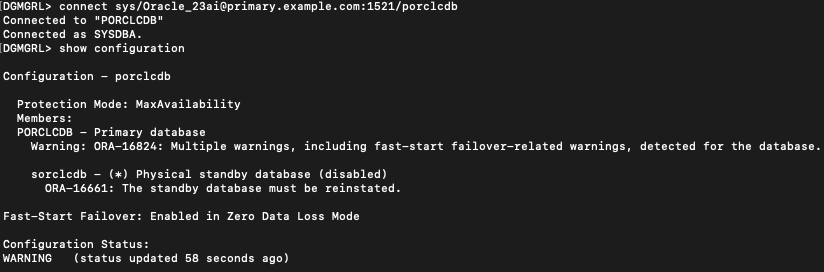 [DGMGRL> connect sys/Oracle_23ai@primary.example.com:1521/porclcdb
Connected to "PORCLCDB"
Connected as SYSDBA.
[DGMGRL> show configuration
Configuration - porclcdb
Protection Mode: MaxAvailability
Members:
PORCLCDB - Primary database
Warning: ORA-16824: Multiple warnings, including fast-start failover-related warnings, detected for the database.
sorclcdb - (*) Physical standby database (disabled)
ORA-16661: The standby database must be reinstated.
Fast-Start Failover: Enabled in Zero Data Loss Mode
Configuration Status:
WARNING   (status updated 58 seconds ago)